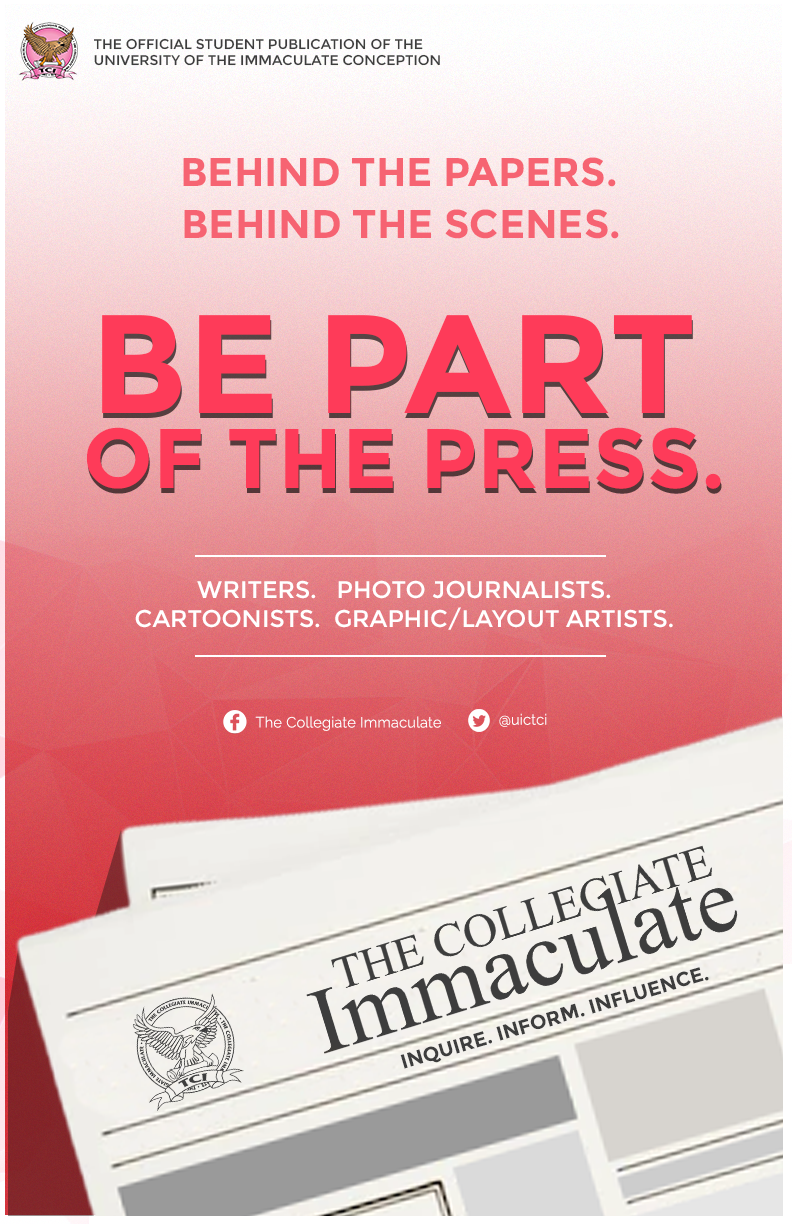 THE OFFICIAL STUDENT PUBLICATION OF THE
UNIVERSITY OF THE IMMACULATE CONCEPTION
TCI
BEHIND THE PAPERS.
BEHIND THE SCENES.
BE PART
OF THE PRESS.
WRITERS. PHOTO JOURNALISTS.
CARTOONISTS. GRAPHIC/LAYOUT ARTISTS.
The Collegiate Immaculate
@uictci
THE COLLEGIATE
Immaculate
INQUIRE. INFORM. INFLUENCE.
TCI